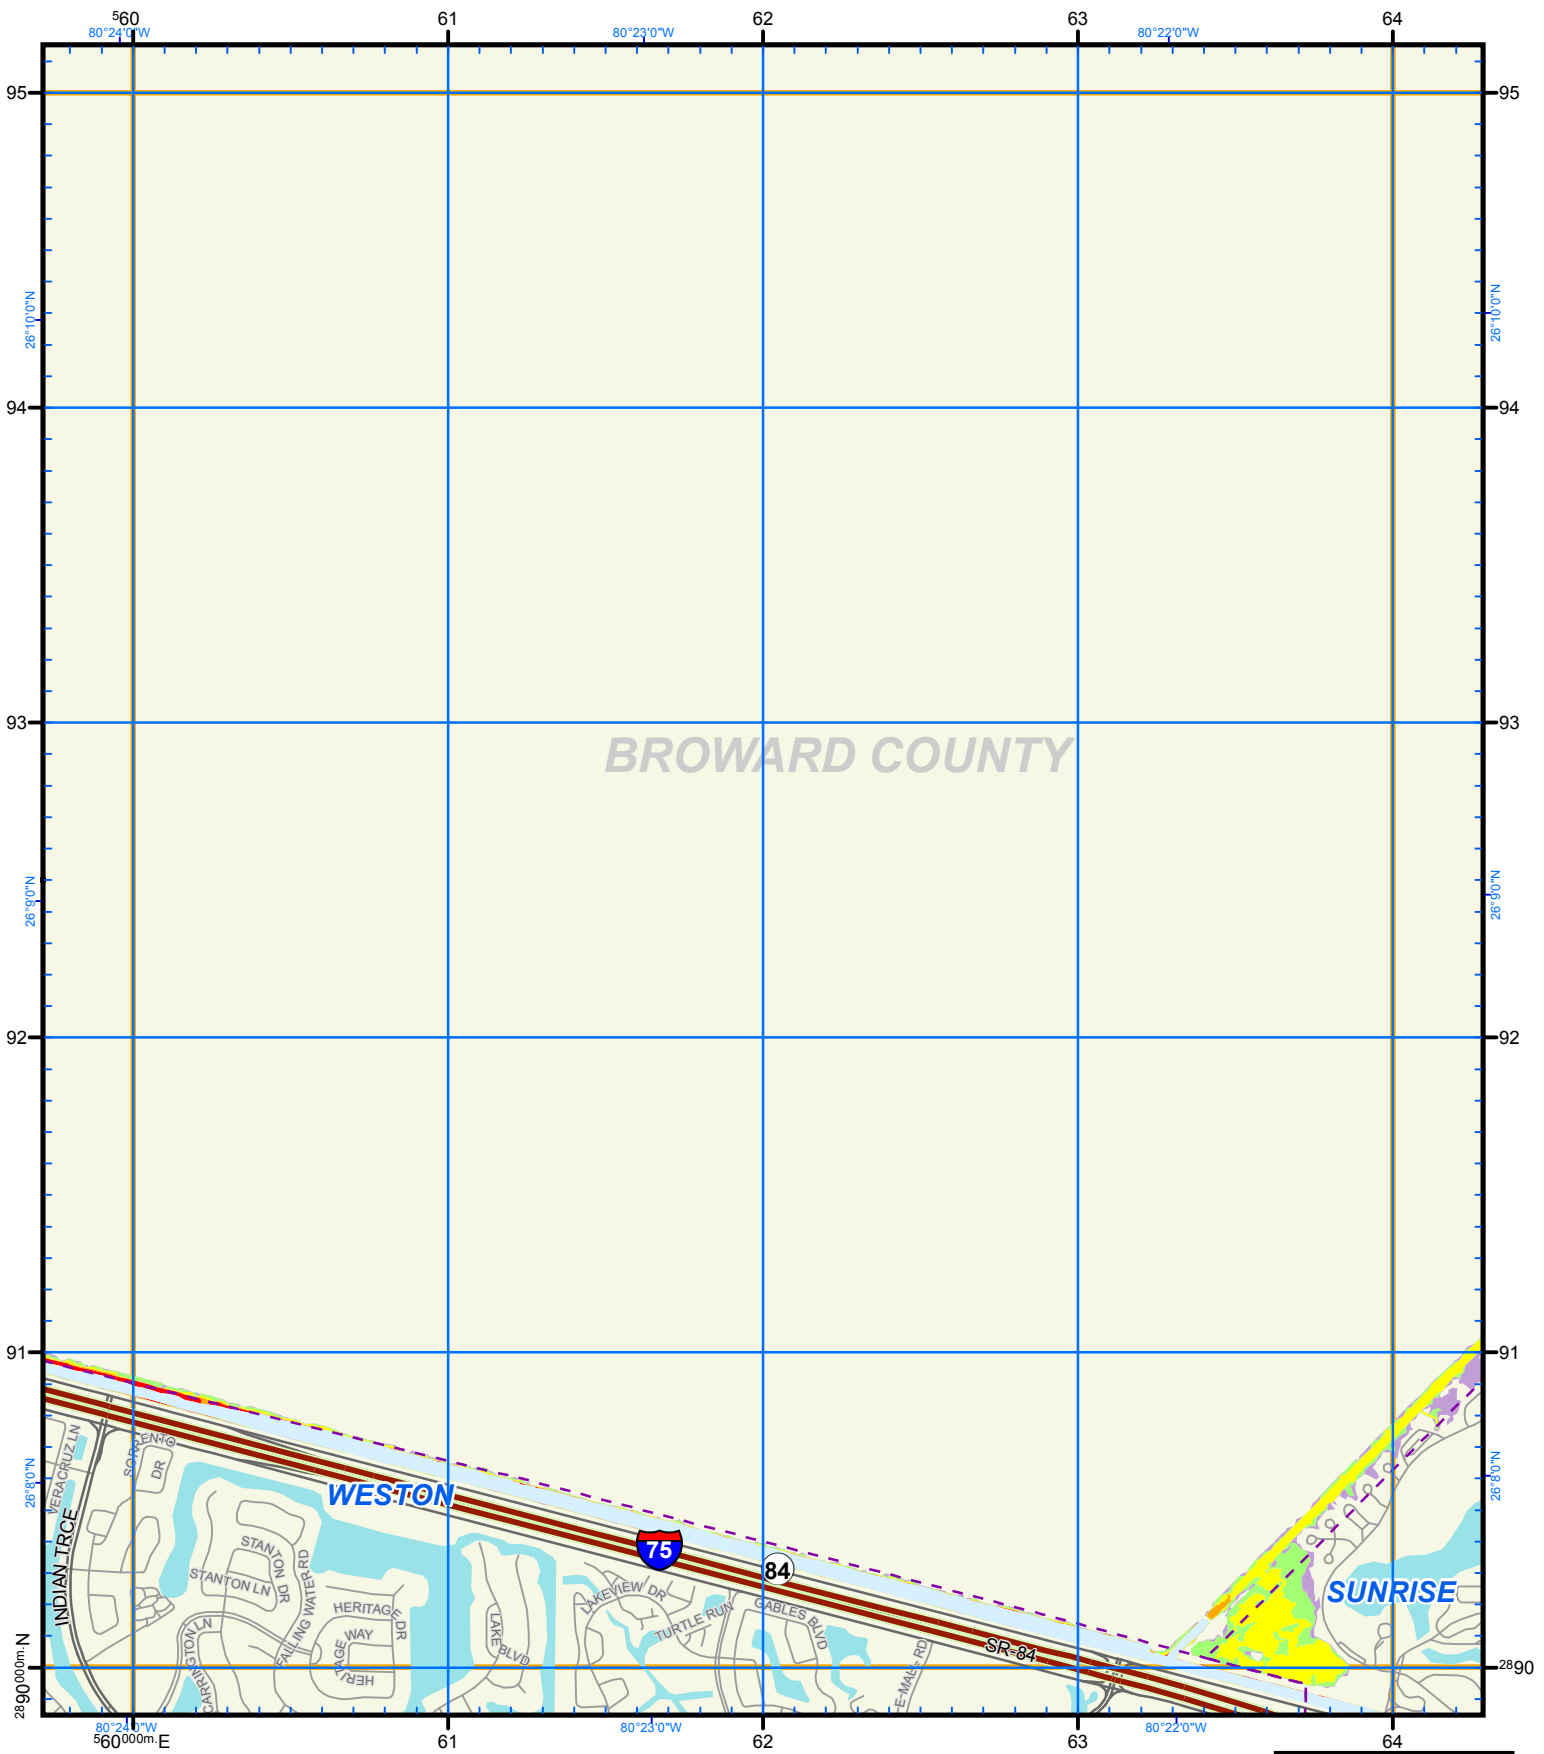 560
61
62
63
64
80°24'0"W
80°23'0"W
80°22'0"W
95
95
26°10'0"N
26°10'0"N
94
94
93
93
BROWARD COUNTY
26°9'0"N
26°9'0"N
92
92
91
91
26°8'0"N
26°8'0"N
VERACRUZ LN
SORRENTO
DR
WESTON
INDIAN TRCE
75
84
STANTON DR
STANTON LN
FALLING WATER RD
SUNRISE
LAKEVIEW DR
HERITAGE DR
TURTLE RUN
GABLES BLVD
CARRINGTON LN
HERITAGE WAY
HER
LAKE BLVD
SR-84
E-MALL RD
2890000m.N
2890
80°24'0"W
80°23'0"W
80°22'0"W
560000m.E
61
62
63
64